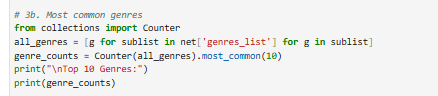 # 3b. Most common genres
from collections import Counter
all_genres = [g for sublist in net['genres_list'] for g in sublist]
genre_counts = Counter(all_genres).most_common(10)
print("\nTop 10 Genres:")
print(genre_counts)